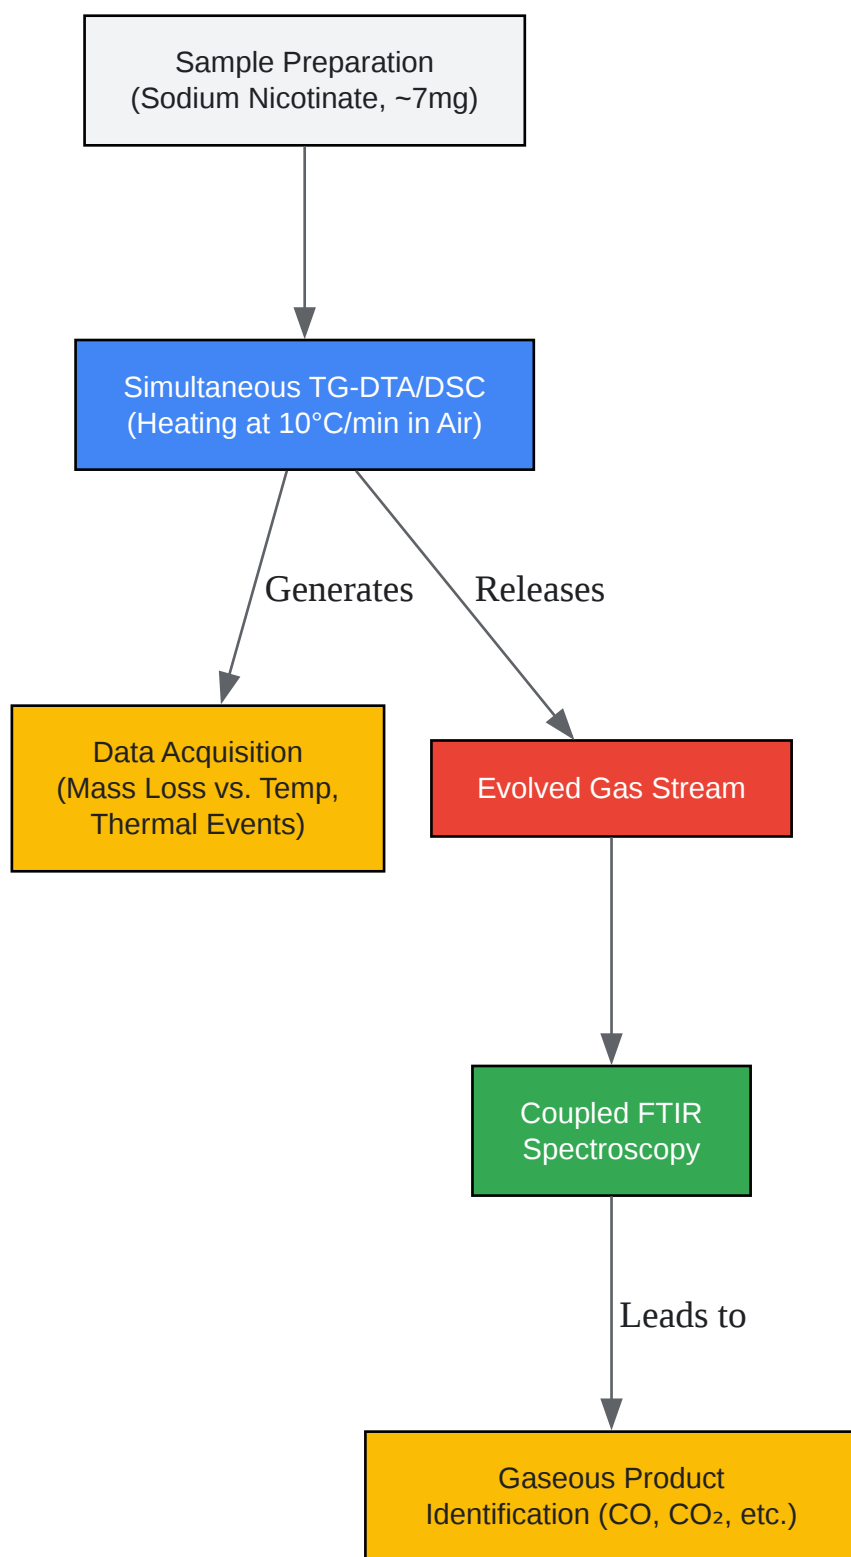 Sample Preparation
(Sodium Nicotinate, ~7mg)
Simultaneous TG-DTA/DSC
(Heating at 10°C/min in Air)
Generates
Releases
Data Acquisition
(Mass Loss vs. Temp,
Thermal Events)
Evolved Gas Stream
Coupled FTIR
Spectroscopy
Leads to
Gaseous Product
Identification (CO, CO₂, etc.)